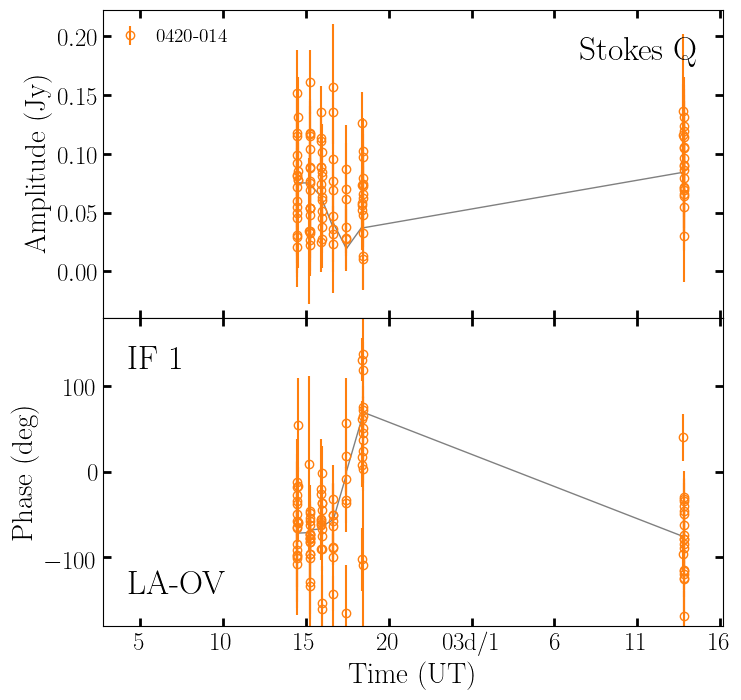 0420-014
Stokes Q
0.20
0.15
0.10
0.05
0.00
Amplitude (Jy)
IF 1
100
0
−100
Phase (deg)
LA-OV
5 10 15 20 03d/1 6 11 16
Time (UT)